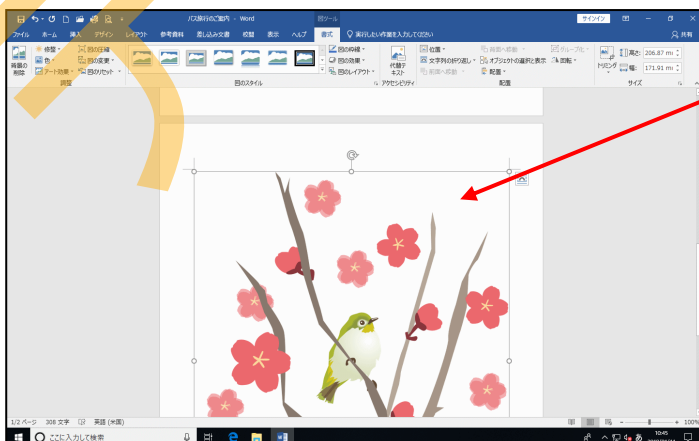 バス旅行のご案内 - Word
図ツール
サインイン
ファイル ホーム 挿入 デザイン レイアウト 参考資料 差し込み文書 校閲 表示 ヘルプ 書式 実行したい作業を入力してください 共有
背景の削除
修整
色
アート効果
図の圧縮
図の変更
図のリセット
調整
図のスタイル
図の枠線
図の効果
図のレイアウト
代替テキスト
アクセシビリティ
位置
文字列の折り返し
前面へ移動
背面へ移動
オブジェクトの選択と表示
配置
グループ化
回転
配置
トリミング
高さ: 206.87 m
幅: 171.91 m
サイズ
1/2 ページ 308 文字 英語 (米国) 100%
ここに入力して検索
あ
10:45